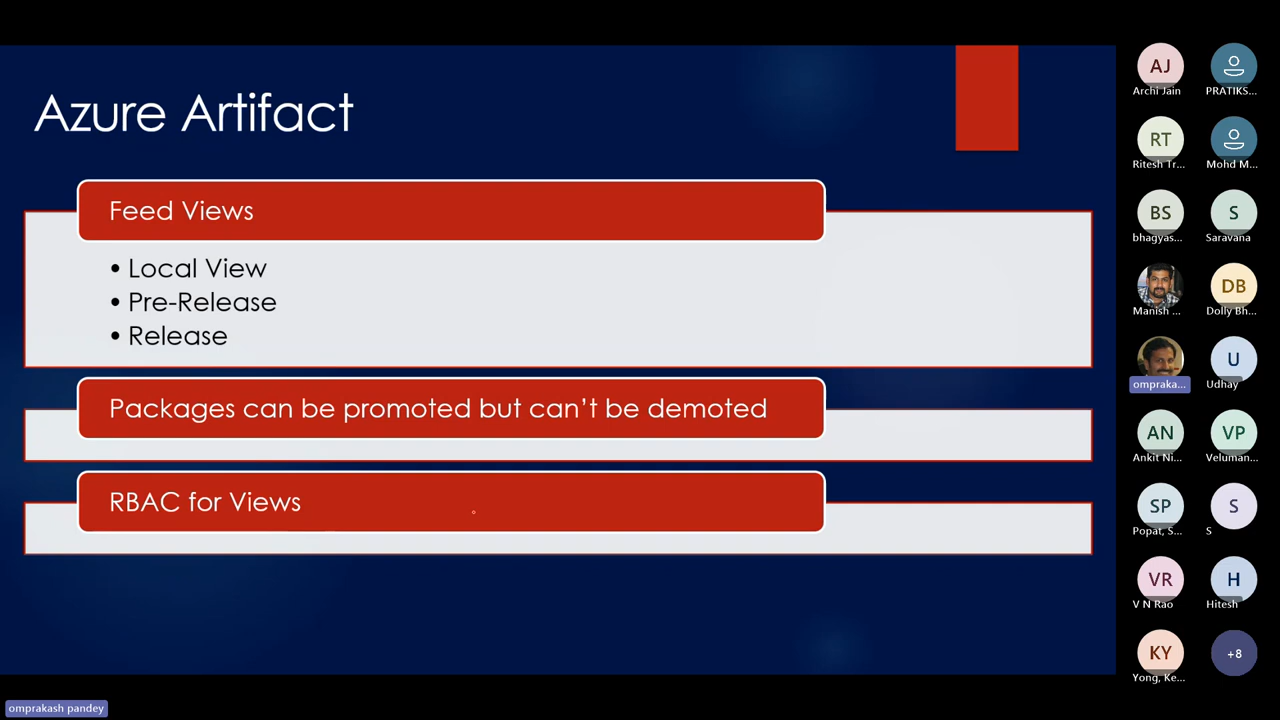 Azure Artifact
Feed Views
• Local View
• Pre-Release
• Release
Packages can be promoted but can't be demoted
RBAC for Views
AJ
Archi Jain
PRATIKS...
RT
Ritesh Tr...
Mohd M...
BS
bhagyas...
S
Saravana
Manish ...
DB
Dolly Bh...
ompraka...
U
Udhay
AN
Ankit Ni...
VP
Veluman...
SP
Popat, S...
S
S
VR
V N Rao
H
Hitesh
KY
Yong, Ke...
+8
omprakash pandey